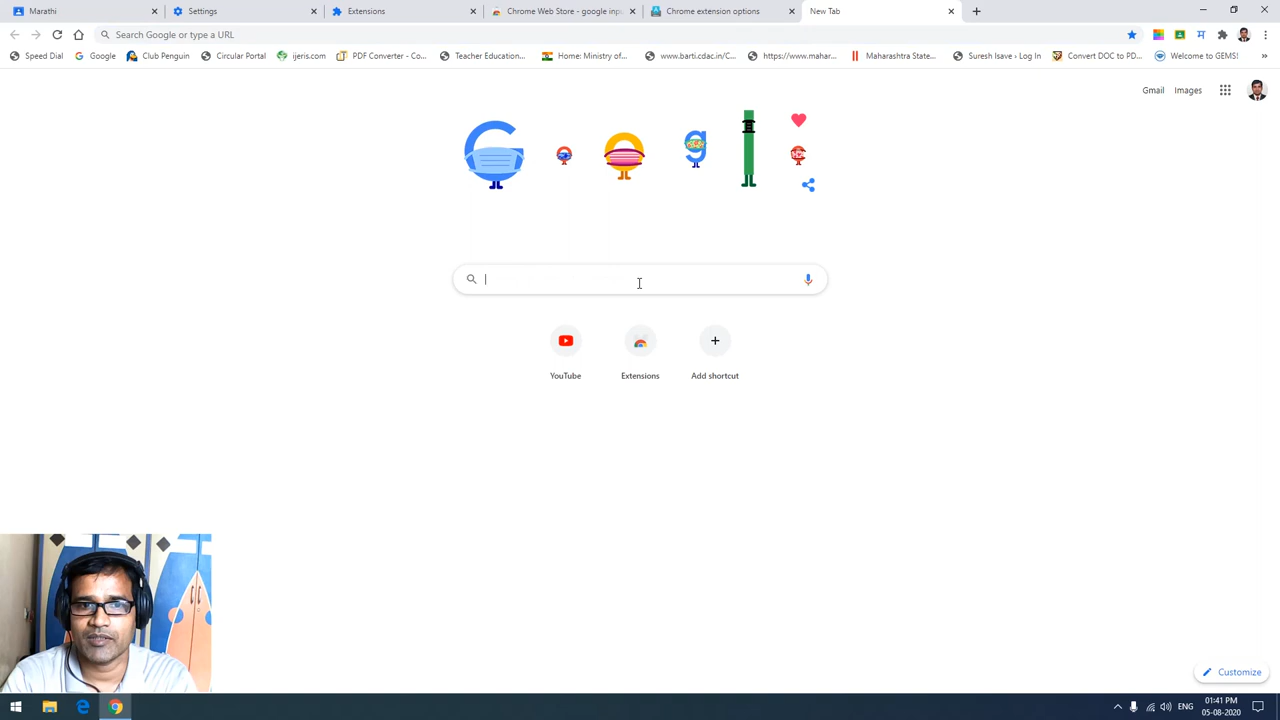 Marathi
Settings
Extensions
Chrome Web Store - google inpu
Chrome extension options
New Tab
Search Google or type a URL
Speed Dial
Google
Club Penguin
Circular Portal
ijeris.com
PDF Converter - Co...
Teacher Education...
Home: Ministry of...
www.barti.cdac.in/C...
https://www.mahar...
Maharashtra State...
Suresh Isave › Log In
Convert DOC to PD...
Welcome to GEMS!
»
Gmail
Images
YouTube
Extensions
Add shortcut
Customize
ENG
01:41 PM
05-08-2020